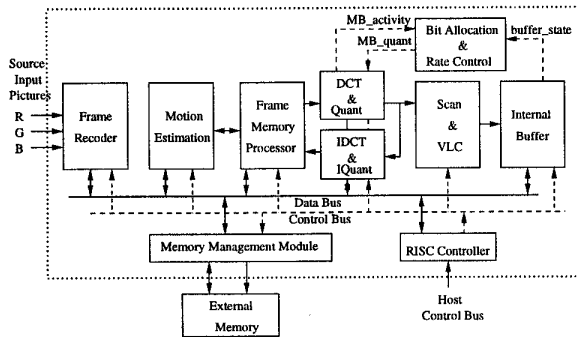 MB_activity
MB_quant
Bit Allocation
&
Rate Control
buffer_state
Source
Input
Pictures
R
G
B
Frame
Recoder
Motion
Estimation
Frame
Memory
Processor
DCT
&
Quant
IDCT
&
IQuant
Scan
&
VLC
Internal
Buffer
Data Bus
Control Bus
Memory Management Module
RISC Controller
External
Memory
Host
Control Bus